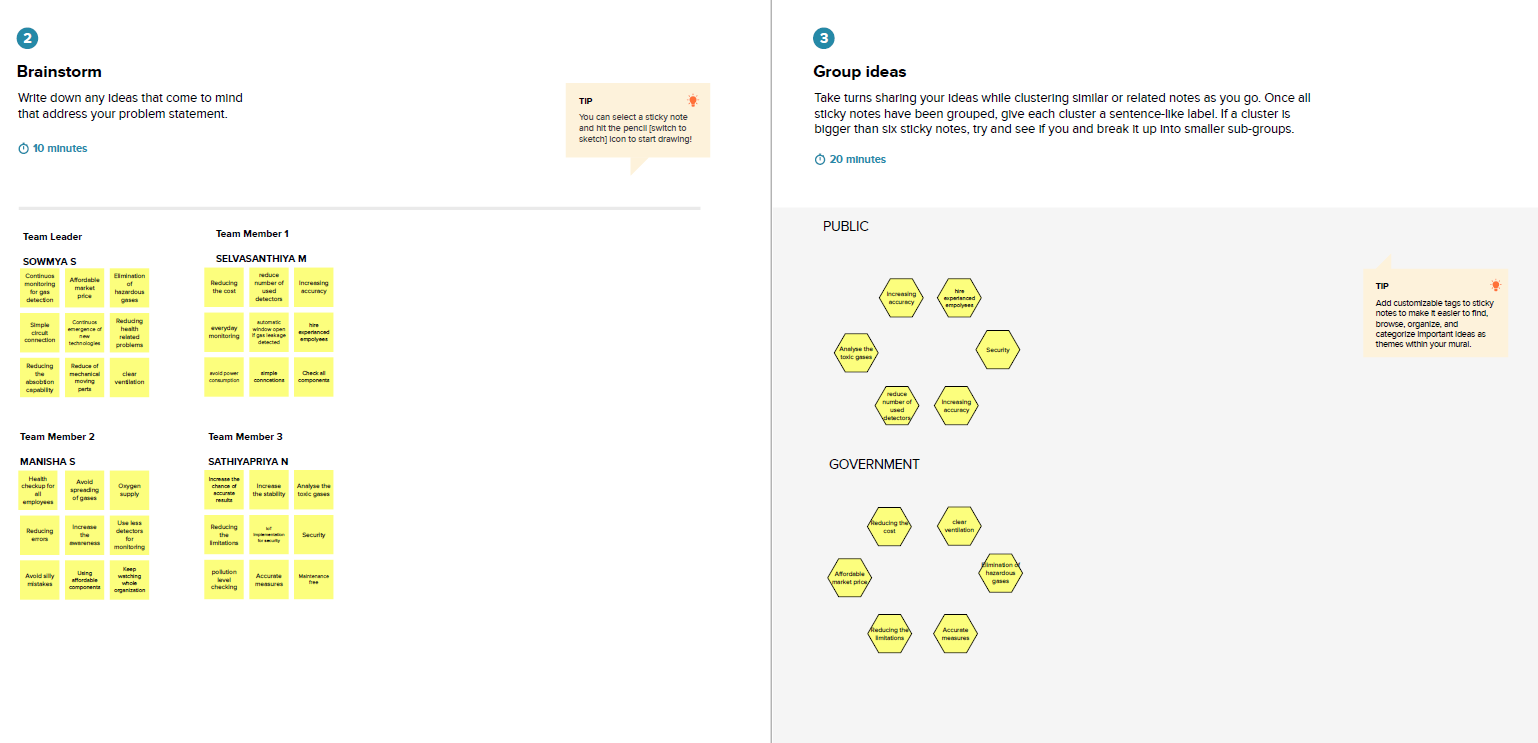 2
Brainstorm
Write down any ideas that come to mind
that address your problem statement.
10 minutes
TIP
You can select a sticky note
and hit the pencil [switch to
sketch] icon to start drawing!
Team Leader
SOWMYA S
Continuos
monitoring
for gas
detection
Affordable
market
price
Elimination
of
hazardous
gases
Simple
circuit
connection
Continuos
emergence of
new
technologies
Reducing
health
related
problems
Reducing
the
absobtion
capability
Reduce of
mechanical
moving
parts
clear
ventilation
Team Member 1
SELVASANTHIYA M
Reducing
the cost
reduce
number of
used
detectors
Increasing
accuracy
everyday
monitoring
automatic
window open
if gas leakage
detected
hire
experienced
empolyees
avoid power
consumption
simple
conncetions
Check all
components
Team Member 2
MANISHA S
Health
checkup for
all
employees
Avoid
spreading
of gases
Oxygen
supply
Reducing
errors
Increase
the
awareness
Use less
detectors
for
monitoring
Avoid silly
mistakes
Using
affordable
components
Keep
watching
whole
organization
Team Member 3
SATHIYAPRIYA N
Increase the
chance of
accurate
results
Increase
the stability
Analyse the
toxic gases
Reducing
the
limitations
IoT
implementation
for security
Security
pollution
level
checking
Accurate
measures
Maintenance
free
3
Group ideas
Take turns sharing your ideas while clustering similar or related notes as you go. Once all
sticky notes have been grouped, give each cluster a sentence-like label. If a cluster is
bigger than six sticky notes, try and see if you and break it up into smaller sub-groups.
20 minutes
PUBLIC
Increasing
accuracy
hire
experienced
empolyees
Analyse the
toxic gases
Security
reduce
number of
used
detectors
Increasing
accuracy
TIP
Add customizable tags to sticky
notes to make it easier to find,
browse, organize, and
categorize important ideas as
themes within your mural.
GOVERNMENT
Reducing the
cost
clear
ventilation
Affordable
market price
Elimination of
hazardous
gases
Reducing the
limitations
Accurate
measures